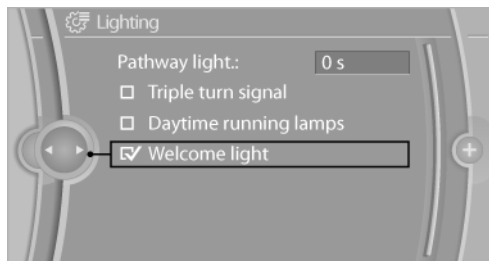 Lighting
Pathway light.: 0 s
Triple turn signal
Daytime running lamps
Welcome light